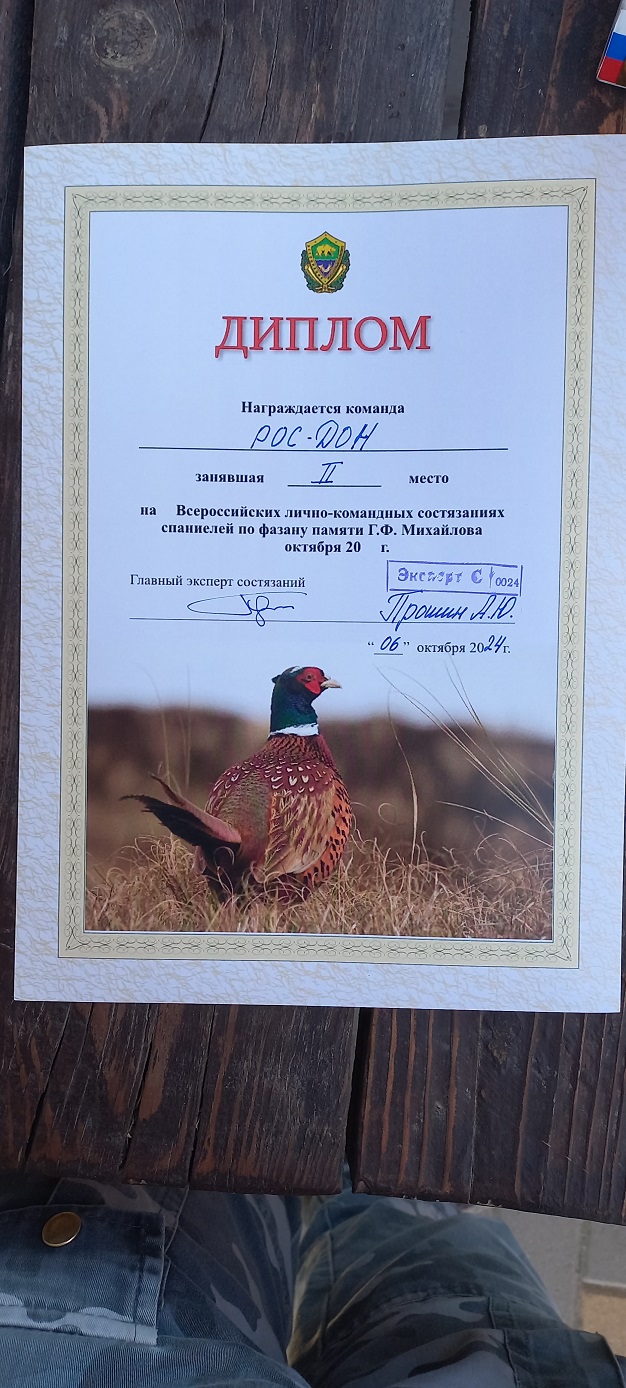 ДИПЛОМ
Награждается команда
РОС-ДОН
занявшая II место
на Всероссийских лично-командных состязаниях
спаниелей по фазану памяти Г.Ф. Михайлова
октября 20 г.
Главный эксперт состязаний
Эксперт С 0024
Прошин А.Ю.
“06” октября 2024г.